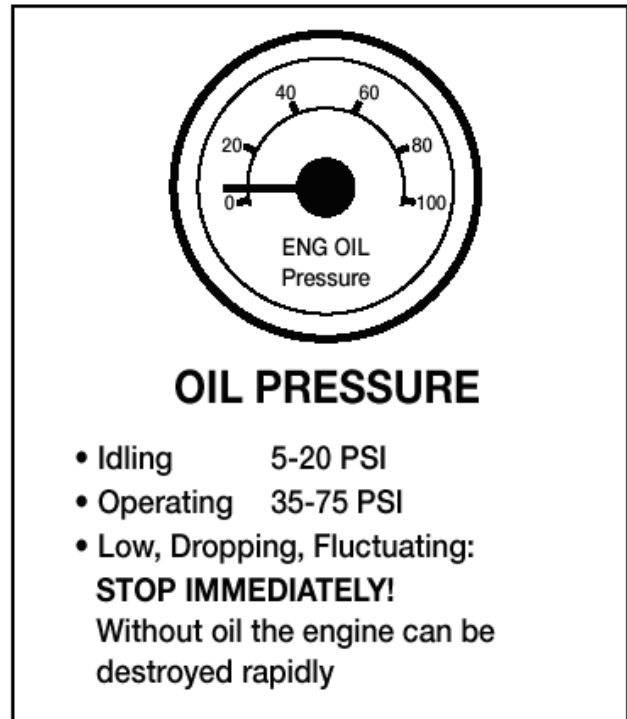 40 60
20 80
0 100
ENG OIL
Pressure
OIL PRESSURE
• Idling 5-20 PSI
• Operating 35-75 PSI
• Low, Dropping, Fluctuating:
STOP IMMEDIATELY!
Without oil the engine can be
destroyed rapidly